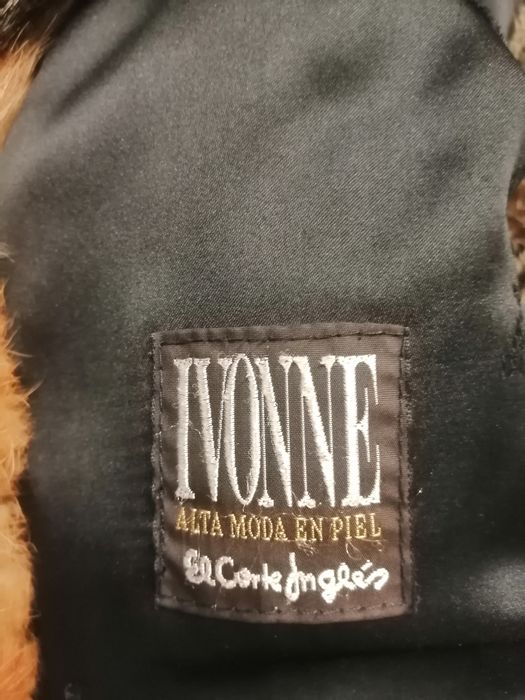 IVONNE
ALTA MODA EN PIEL
El Corte Inglés